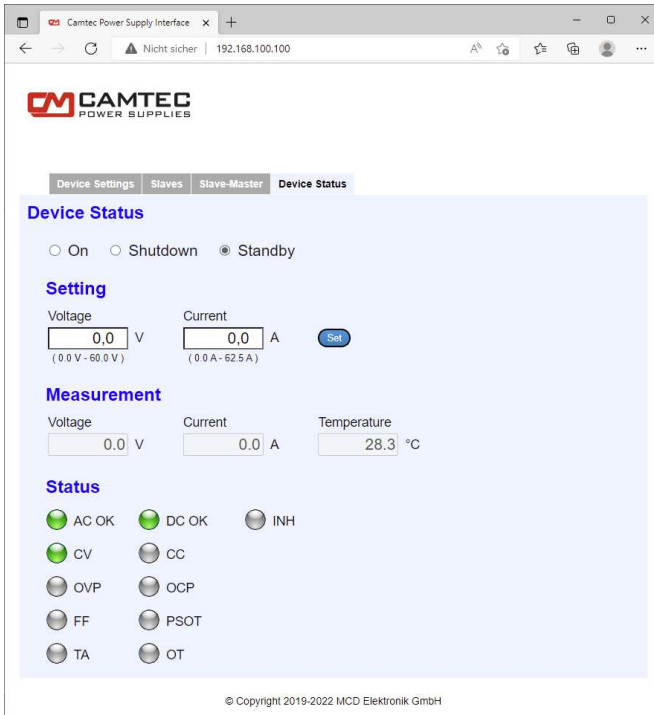 Camtec Power Supply Interface
Nicht sicher | 192.168.100.100
CAMTEC
POWER SUPPLIES
Device Settings Slaves Slave-Master Device Status
Device Status
On Shutdown Standby
Setting
Voltage Current
0,0 V 0,0 A Set
( 0.0 V - 60.0 V ) ( 0.0 A - 62.5 A )
Measurement
Voltage Current Temperature
0.0 V 0.0 A 28.3 °C
Status
AC OK DC OK INH
CV CC
OVP OCP
FF PSOT
TA OT
© Copyright 2019-2022 MCD Elektronik GmbH